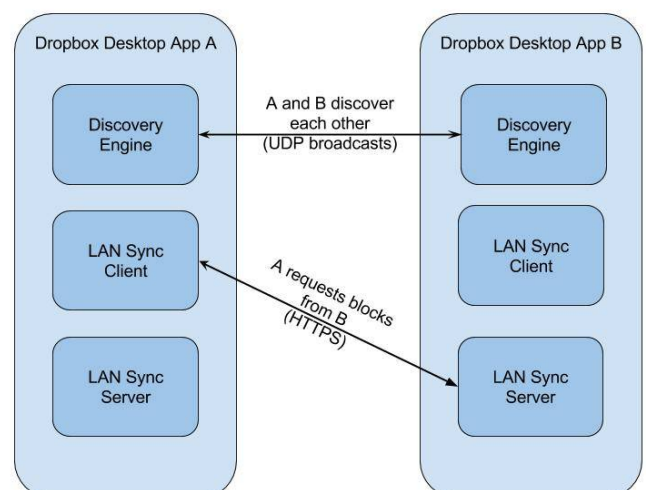 Dropbox Desktop App A
Discovery
Engine
LAN Sync
Client
LAN Sync
Server
A and B discover
each other
(UDP broadcasts)
A requests blocks
from B
(HTTPS)
Dropbox Desktop App B
Discovery
Engine
LAN Sync
Client
LAN Sync
Server